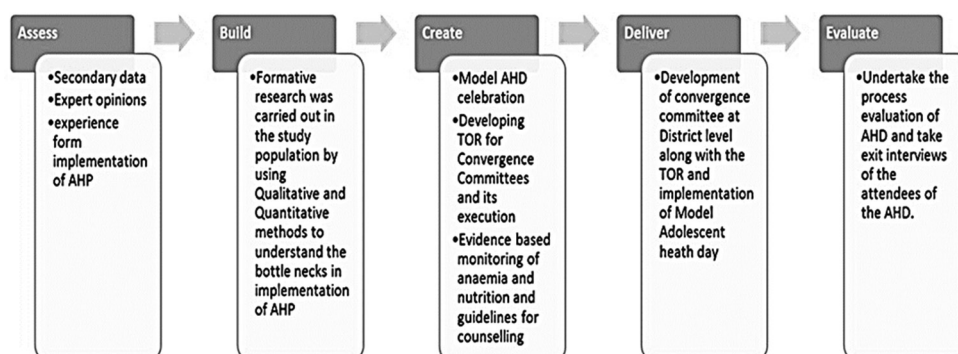 Assess
•Secondary data
•Expert opinions
•experience
form
implementation
of AHP
Build
•Formative
research was
carried out in
the study
population by
using
Qualitative and
Quantitative
methods to
understand the
bottle necks in
implementation
of AHP
Create
•Model AHD
celebration
•Developing
TOR for
Convergence
Committees
and its
execution
•Evidence based
monitoring of
anaemia and
nutrition and
guidelines for
counselling
Deliver
•Development
of convergence
committee at
District level
along with the
TOR and
implementation
of Model
Adolescent
heath day
Evaluate
•Undertake the
process
evaluation of
AHD and take
exit interviews
of the
attendees of
the AHD.